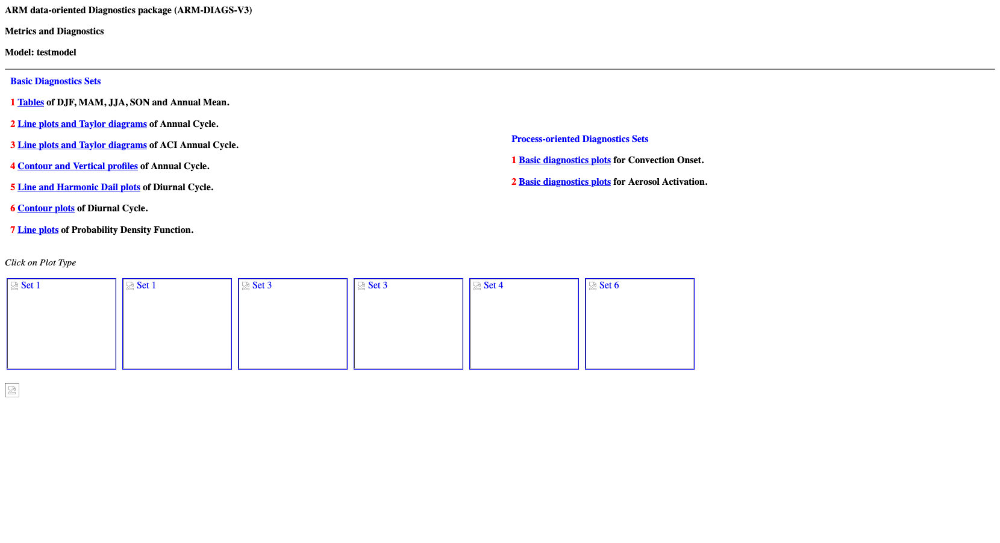 ARM data-oriented Diagnostics package (ARM-DIAGS-V3)
Metrics and Diagnostics
Model: testmodel
Basic Diagnostics Sets
1 Tables of DJF, MAM, JJA, SON and Annual Mean.
2 Line plots and Taylor diagrams of Annual Cycle.
3 Line plots and Taylor diagrams of ACI Annual Cycle.
4 Contour and Vertical profiles of Annual Cycle.
5 Line and Harmonic Dail plots of Diurnal Cycle.
6 Contour plots of Diurnal Cycle.
7 Line plots of Probability Density Function.
Process-oriented Diagnostics Sets
1 Basic diagnostics plots for Convection Onset.
2 Basic diagnostics plots for Aerosol Activation.
Click on Plot Type
Set 1
Set 1
Set 3
Set 3
Set 4
Set 6